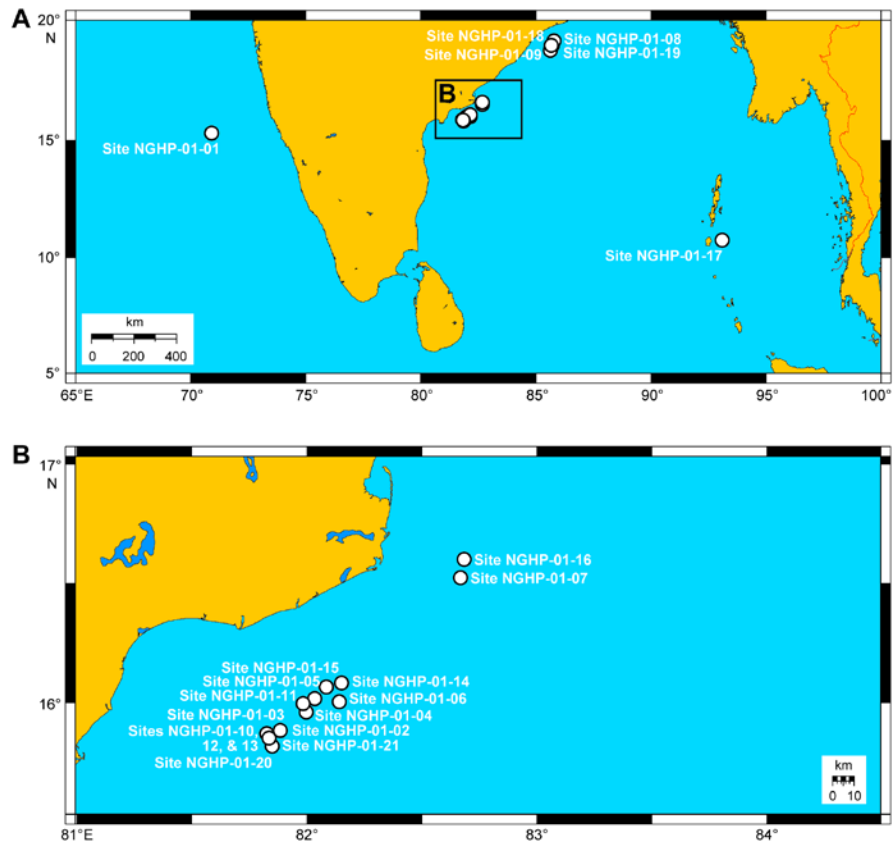 A
20°
N
15°
10°
5°
65°E
70°
75°
80°
85°
90°
95°
100°
Site NGHP-01-18
Site NGHP-01-08
Site NGHP-01-09
Site NGHP-01-19
B
Site NGHP-01-01
Site NGHP-01-17
km
0 200 400
B
17°
N
16°
81°E
82°
83°
84°
Site NGHP-01-16
Site NGHP-01-07
Site NGHP-01-15
Site NGHP-01-05
Site NGHP-01-14
Site NGHP-01-11
Site NGHP-01-06
Site NGHP-01-03
Site NGHP-01-04
Sites NGHP-01-10,
Site NGHP-01-02
12, & 13
Site NGHP-01-21
Site NGHP-01-20
km
0 10